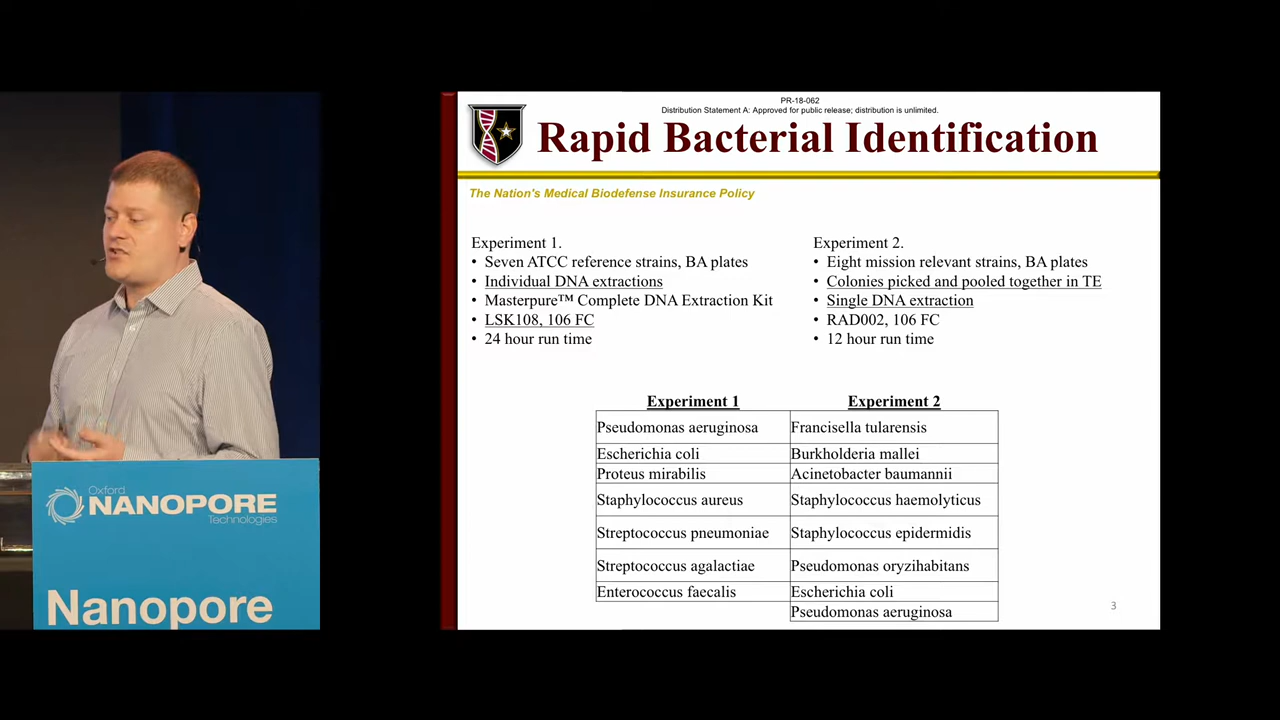 PR-18-062
Distribution Statement A: Approved for public release; distribution is unlimited.
Rapid Bacterial Identification
The Nation's Medical Biodefense Insurance Policy
Experiment 1.
• Seven ATCC reference strains, BA plates
• Individual DNA extractions
• Masterpure™ Complete DNA Extraction Kit
• LSK108, 106 FC
• 24 hour run time
Experiment 2.
• Eight mission relevant strains, BA plates
• Colonies picked and pooled together in TE
• Single DNA extraction
• RAD002, 106 FC
• 12 hour run time
Experiment 1 Experiment 2
Pseudomonas aeruginosa Francisella tularensis
Escherichia coli Burkholderia mallei
Proteus mirabilis Acinetobacter baumannii
Staphylococcus aureus Staphylococcus haemolyticus
Streptococcus pneumoniae Staphylococcus epidermidis
Streptococcus agalactiae Pseudomonas oryzihabitans
Enterococcus faecalis Escherichia coli
Pseudomonas aeruginosa
3
Oxford
NANOPORE
Technologies
Nanopore